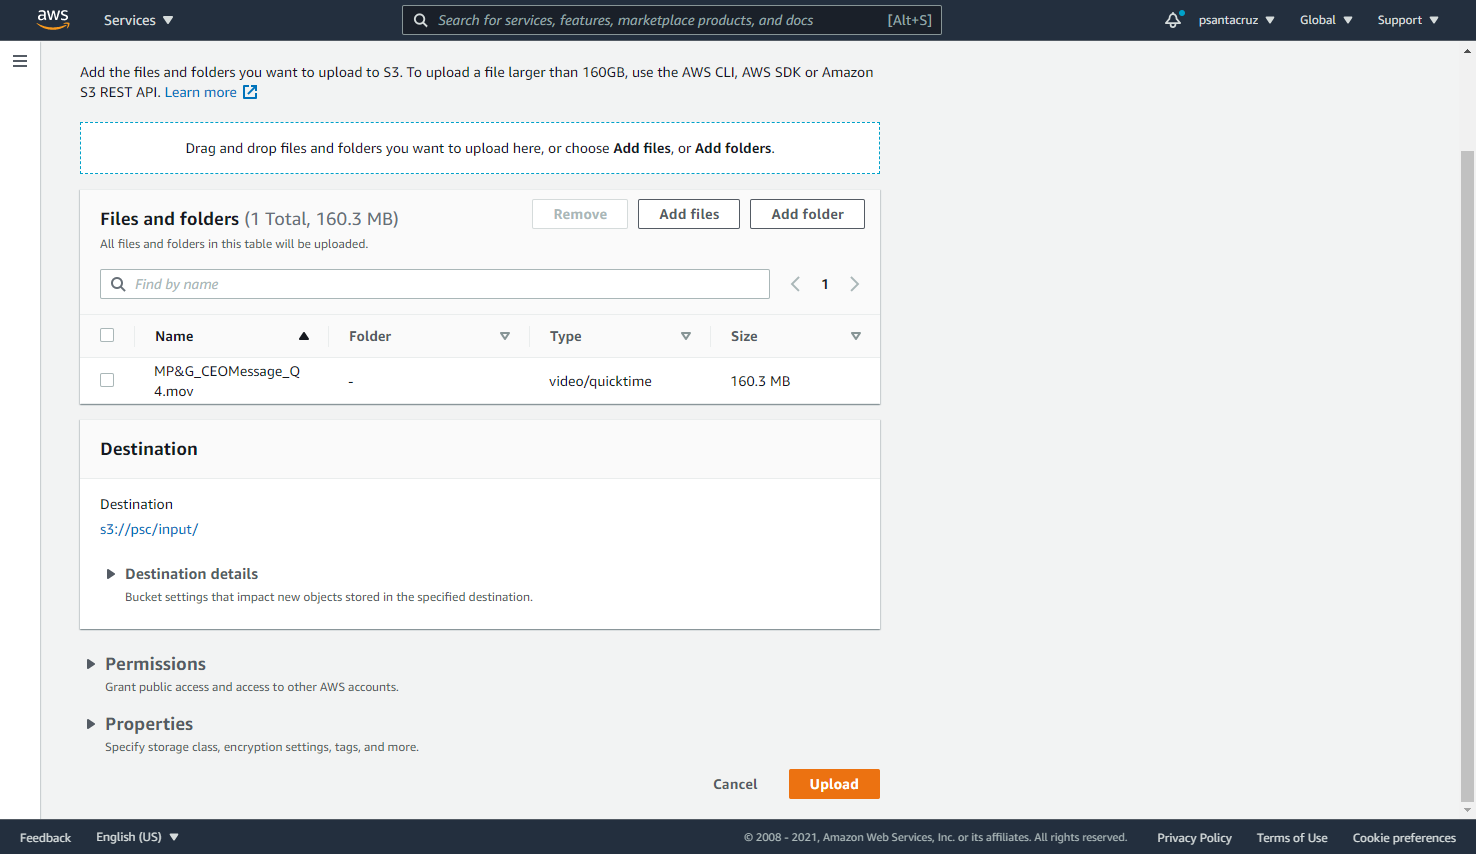 aws
Services
Search for services, features, marketplace products, and docs [Alt+S]
psantacruz
Global
Support
Add the files and folders you want to upload to S3. To upload a file larger than 160GB, use the AWS CLI, AWS SDK or Amazon
S3 REST API. Learn more
Drag and drop files and folders you want to upload here, or choose Add files, or Add folders.
Files and folders (1 Total, 160.3 MB)
Remove
Add files
Add folder
All files and folders in this table will be uploaded.
Find by name
1
Name Folder Type Size
MP&G_CEOMessage_Q
4.mov
- video/quicktime 160.3 MB
Destination
Destination
s3://psc/input/
Destination details
Bucket settings that impact new objects stored in the specified destination.
Permissions
Grant public access and access to other AWS accounts.
Properties
Specify storage class, encryption settings, tags, and more.
Cancel
Upload
Feedback
English (US)
© 2008 - 2021, Amazon Web Services, Inc. or its affiliates. All rights reserved.
Privacy Policy
Terms of Use
Cookie preferences